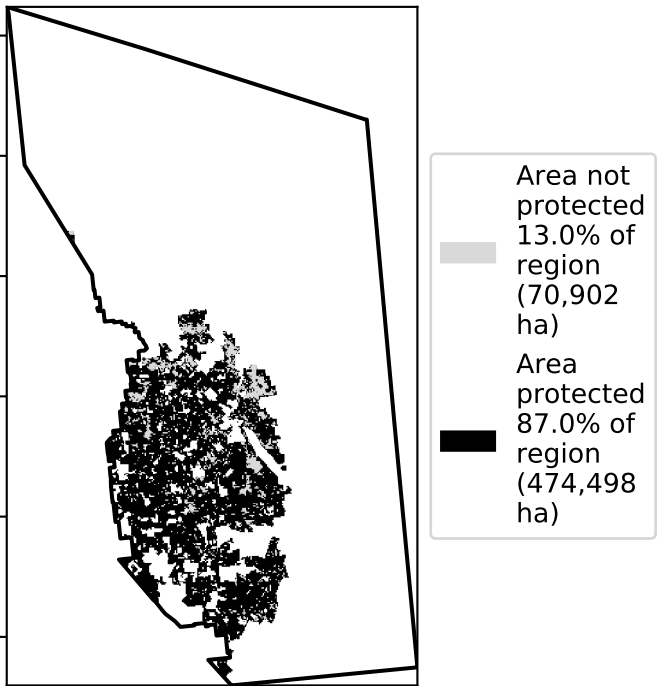 Area not
protected
13.0% of
region
(70,902
ha)
Area
protected
87.0% of
region
(474,498
ha)